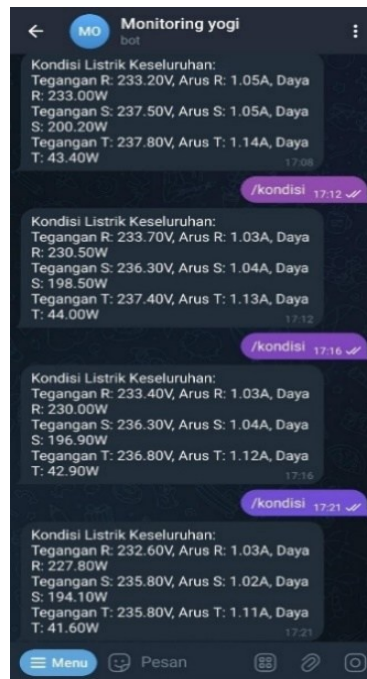 Monitoring yogi
MO
bot
Kondisi Listrik Keseluruhan:
Tegangan R: 233.20V, Arus R: 1.05A, Daya
R: 233.00W
Tegangan S: 237.50V, Arus S: 1.05A, Daya
S: 200.20W
Tegangan T: 237.80V, Arus T: 1.14A, Daya
T: 43.40W
17:08
/kondisi 17:12
Kondisi Listrik Keseluruhan:
Tegangan R: 233.70V, Arus R: 1.03A, Daya
R: 230.50W
Tegangan S: 236.30V, Arus S: 1.04A, Daya
S: 198.50W
Tegangan T: 237.40V, Arus T: 1.13A, Daya
T: 44.00W
17:12
/kondisi 17:16
Kondisi Listrik Keseluruhan:
Tegangan R: 233.40V, Arus R: 1.03A, Daya
R: 230.00W
Tegangan S: 236.30V, Arus S: 1.04A, Daya
S: 196.90W
Tegangan T: 236.80V, Arus T: 1.12A, Daya
T: 42.90W
17:16
/kondisi 17:21
Kondisi Listrik Keseluruhan:
Tegangan R: 232.60V, Arus R: 1.03A, Daya
R: 227.80W
Tegangan S: 235.80V, Arus S: 1.02A, Daya
S: 194.10W
Tegangan T: 235.80V, Arus T: 1.11A, Daya
T: 41.60W
17:21
Menu
Pesan